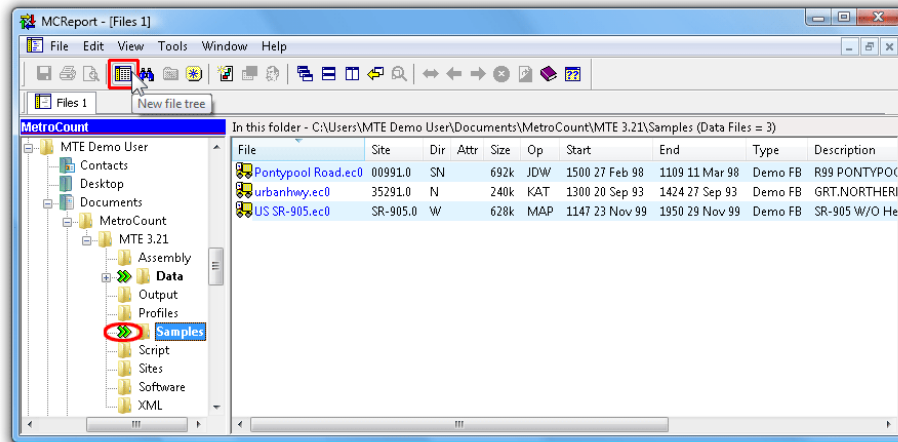 MCReport - [Files 1]
File Edit View Tools Window Help
Files 1
New file tree
MetroCount
In this folder - C:\Users\MTE Demo User\Documents\MetroCount\MTE 3.21\Samples (Data Files = 3)
MTE Demo User
Contacts
Desktop
Documents
MetroCount
MTE 3.21
Assembly
Data
Output
Profiles
Samples
Script
Sites
Software
XML
File Site Dir Attr Size Op Start End Type Description
Pontypool Road.ec0 00991.0 SN 692k JDW 1500 27 Feb 98 1109 11 Mar 98 Demo FB R99 PONTYPO
urbanhwy.ec0 35291.0 N 240k KAT 1300 20 Sep 93 1424 27 Sep 93 Demo FB GRT.NORTHERI
US SR-905.ec0 SR-905.0 W 628k MAP 1147 23 Nov 99 1950 29 Nov 99 Demo FB SR-905 W/O He